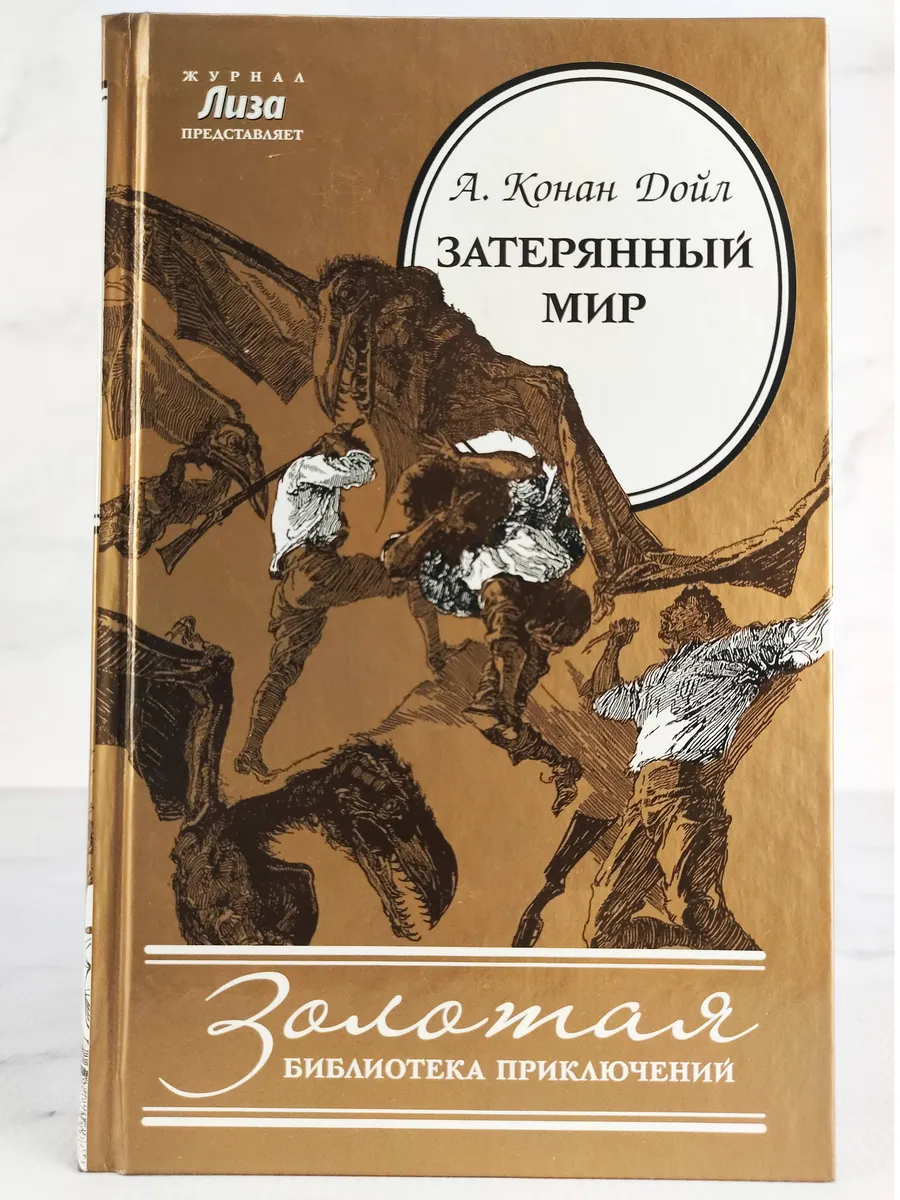 ЖУРНАЛ
Лиза
ПРЕДСТАВЛЯЕТ
А. Конан Дойл
ЗАТЕРЯННЫЙ
МИР
Золотая
БИБЛИОТЕКА ПРИКЛЮЧЕНИЙ